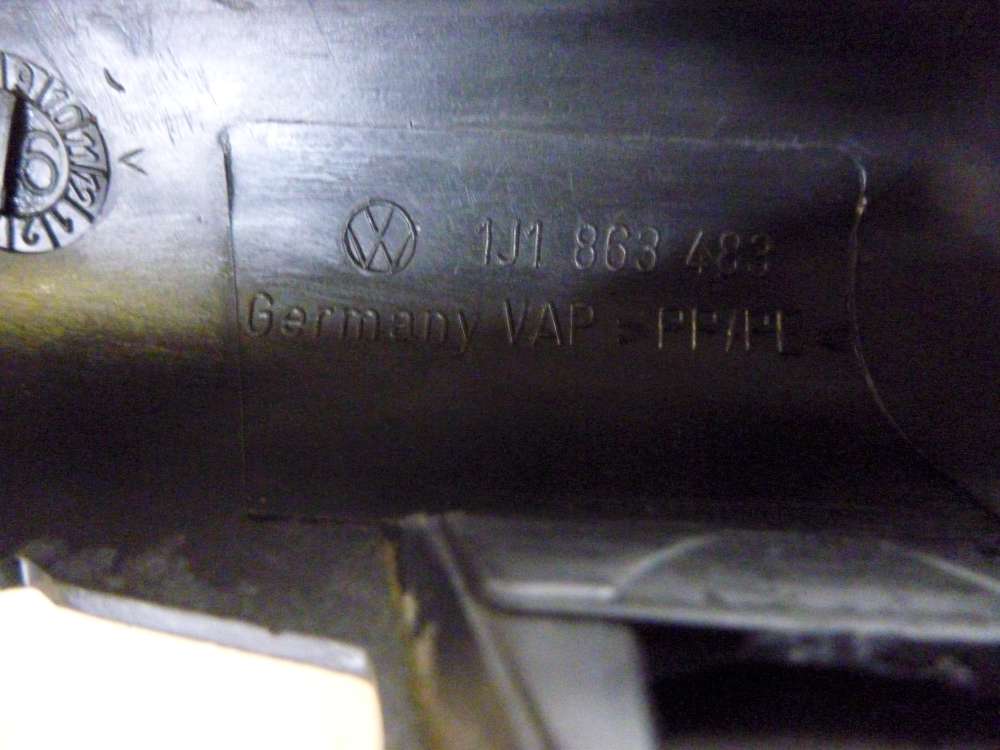 1J1 863 483
Germany VAP >PP/PE<